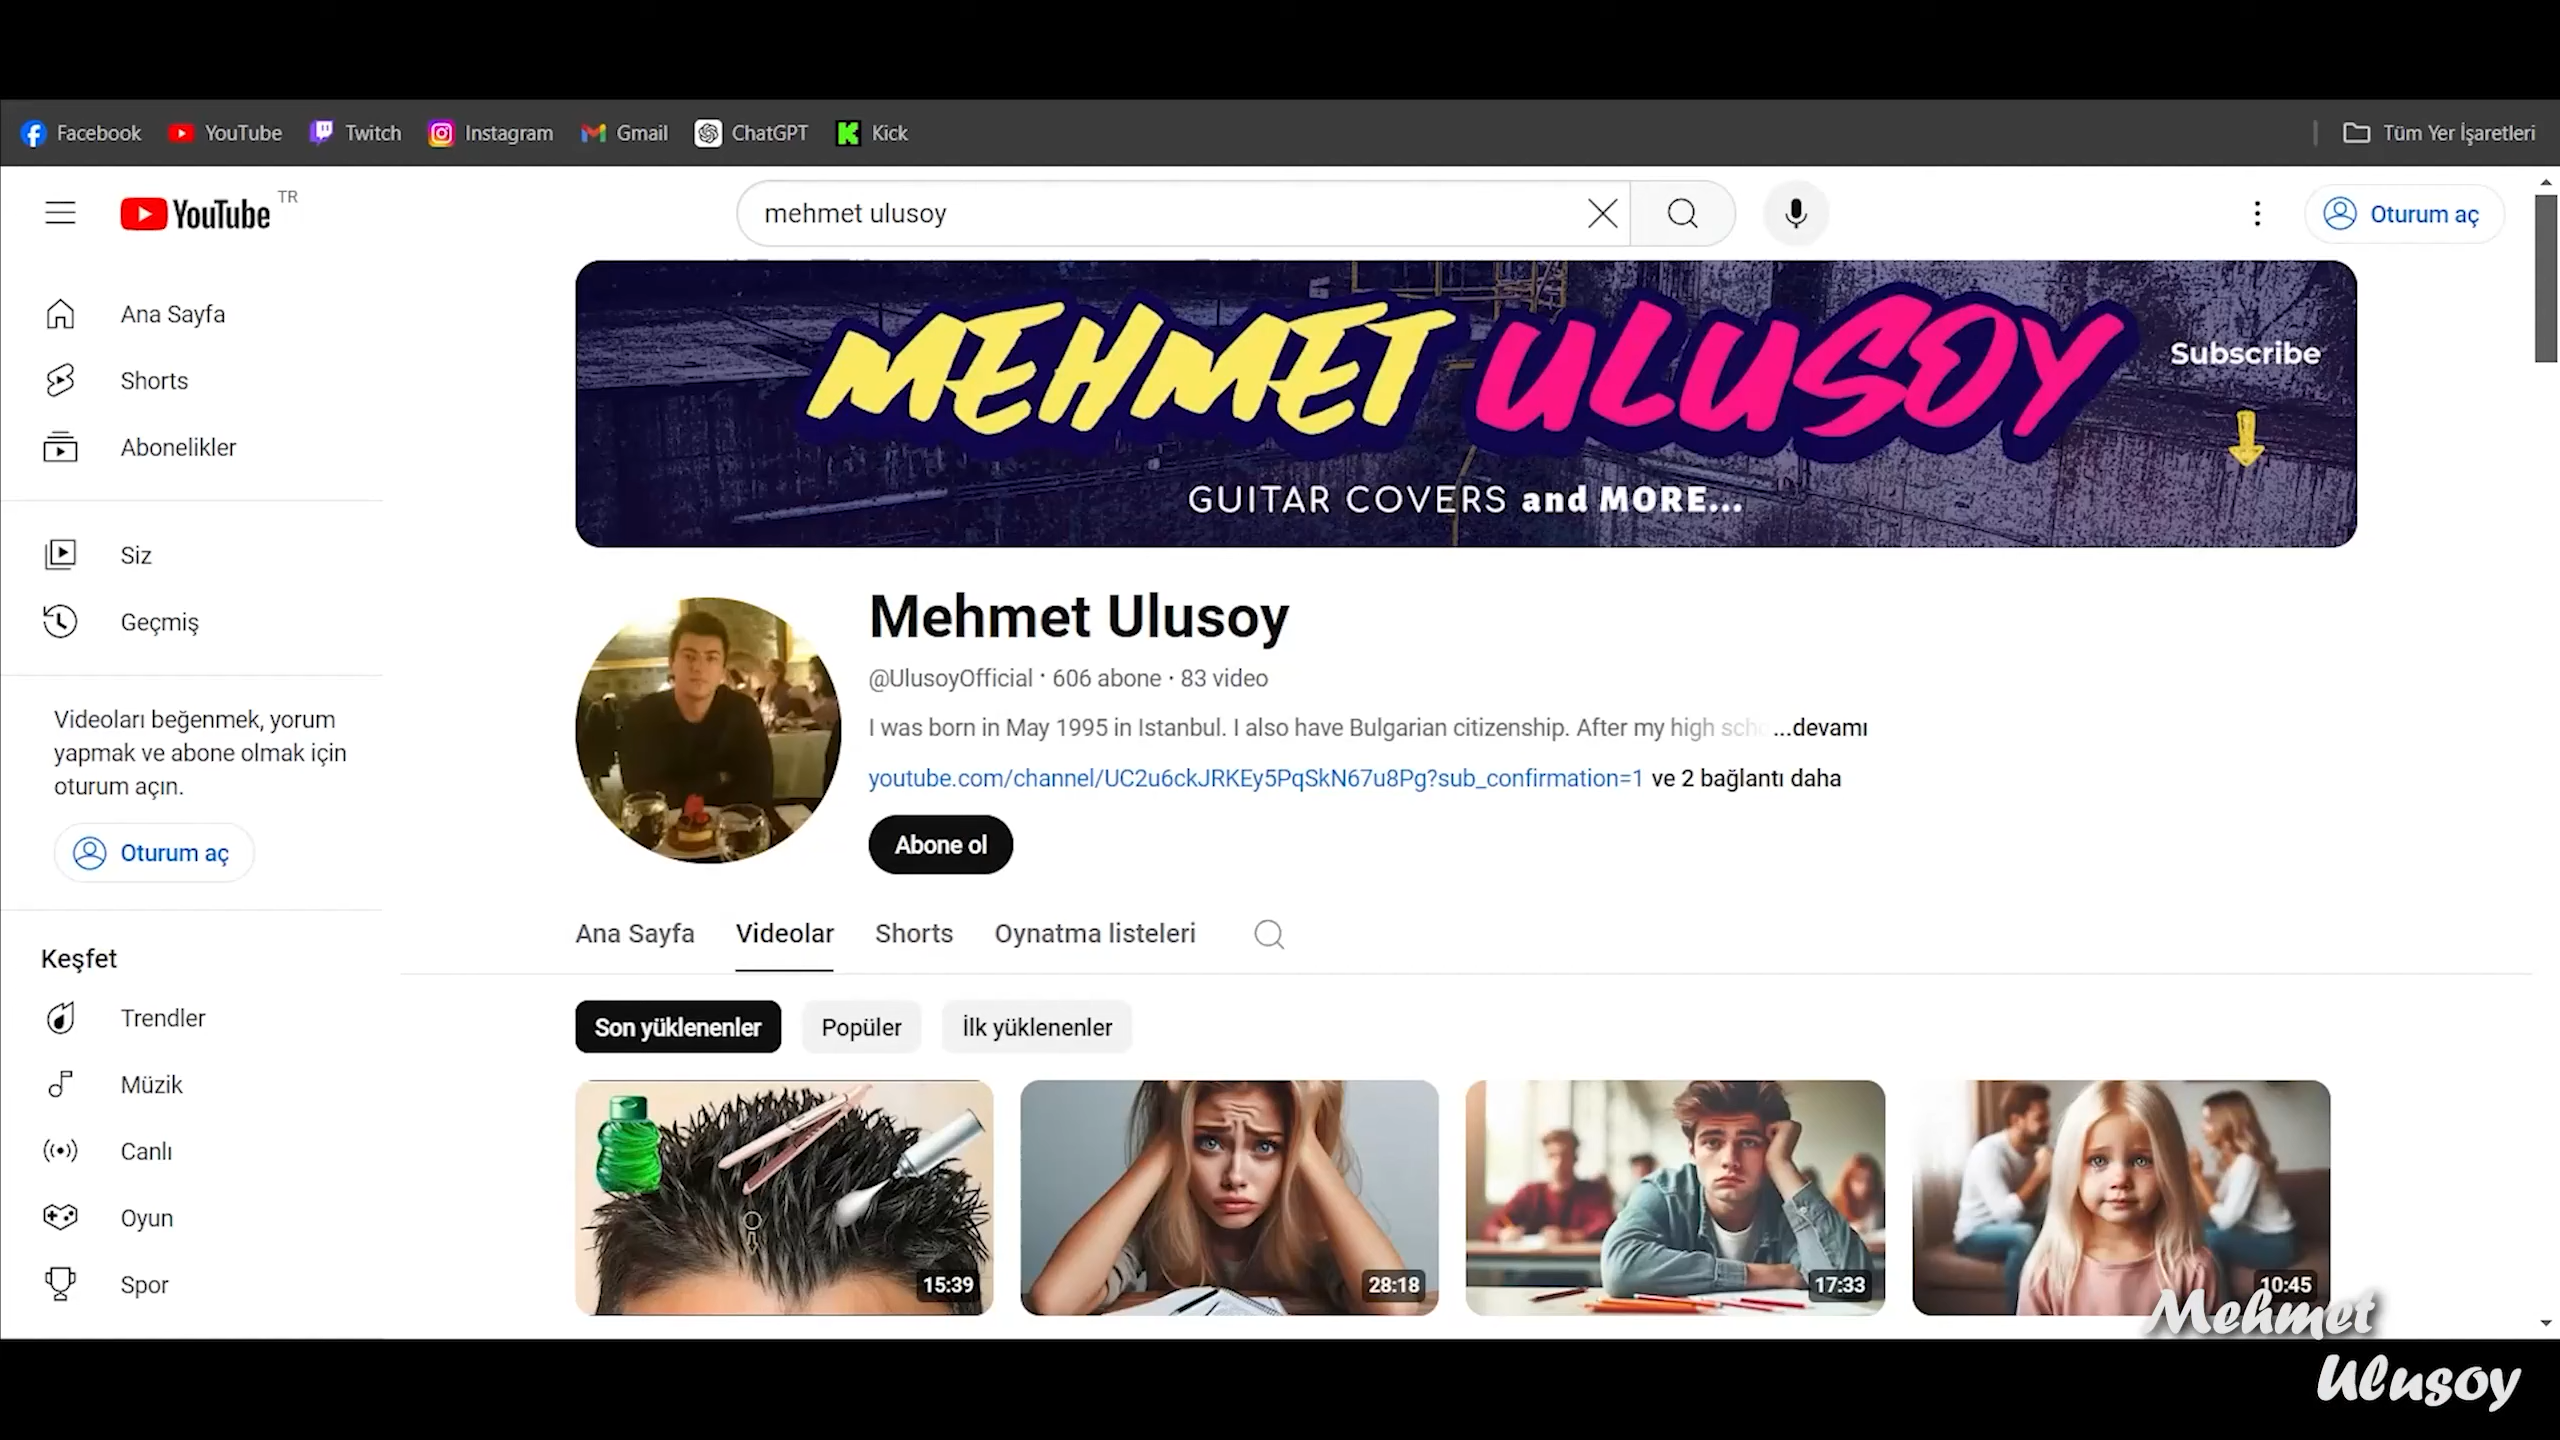 Facebook YouTube Twitch Instagram Gmail ChatGPT Kick Tüm Yer İşaretleri
YouTube TR mehmet ulusoy Oturum aç
Ana Sayfa
Shorts
Abonelikler
Siz
Geçmiş
Videoları beğenmek, yorum
yapmak ve abone olmak için
oturum açın.
Oturum aç
Keşfet
Trendler
Müzik
Canlı
Oyun
Spor
MEHMET ULUSOY
Subscribe
GUITAR COVERS and MORE...
Mehmet Ulusoy
@UlusoyOfficial · 606 abone · 83 video
I was born in May 1995 in Istanbul. I also have Bulgarian citizenship. After my high scho ...devamı
youtube.com/channel/UC2u6ckJRKEy5PqSkN67u8Pg?sub_confirmation=1 ve 2 bağlantı daha
Abone ol
Ana Sayfa Videolar Shorts Oynatma listeleri
Son yüklenenler Popüler İlk yüklenenler
15:39 28:18 17:33 10:45
Mehmet
Ulusoy